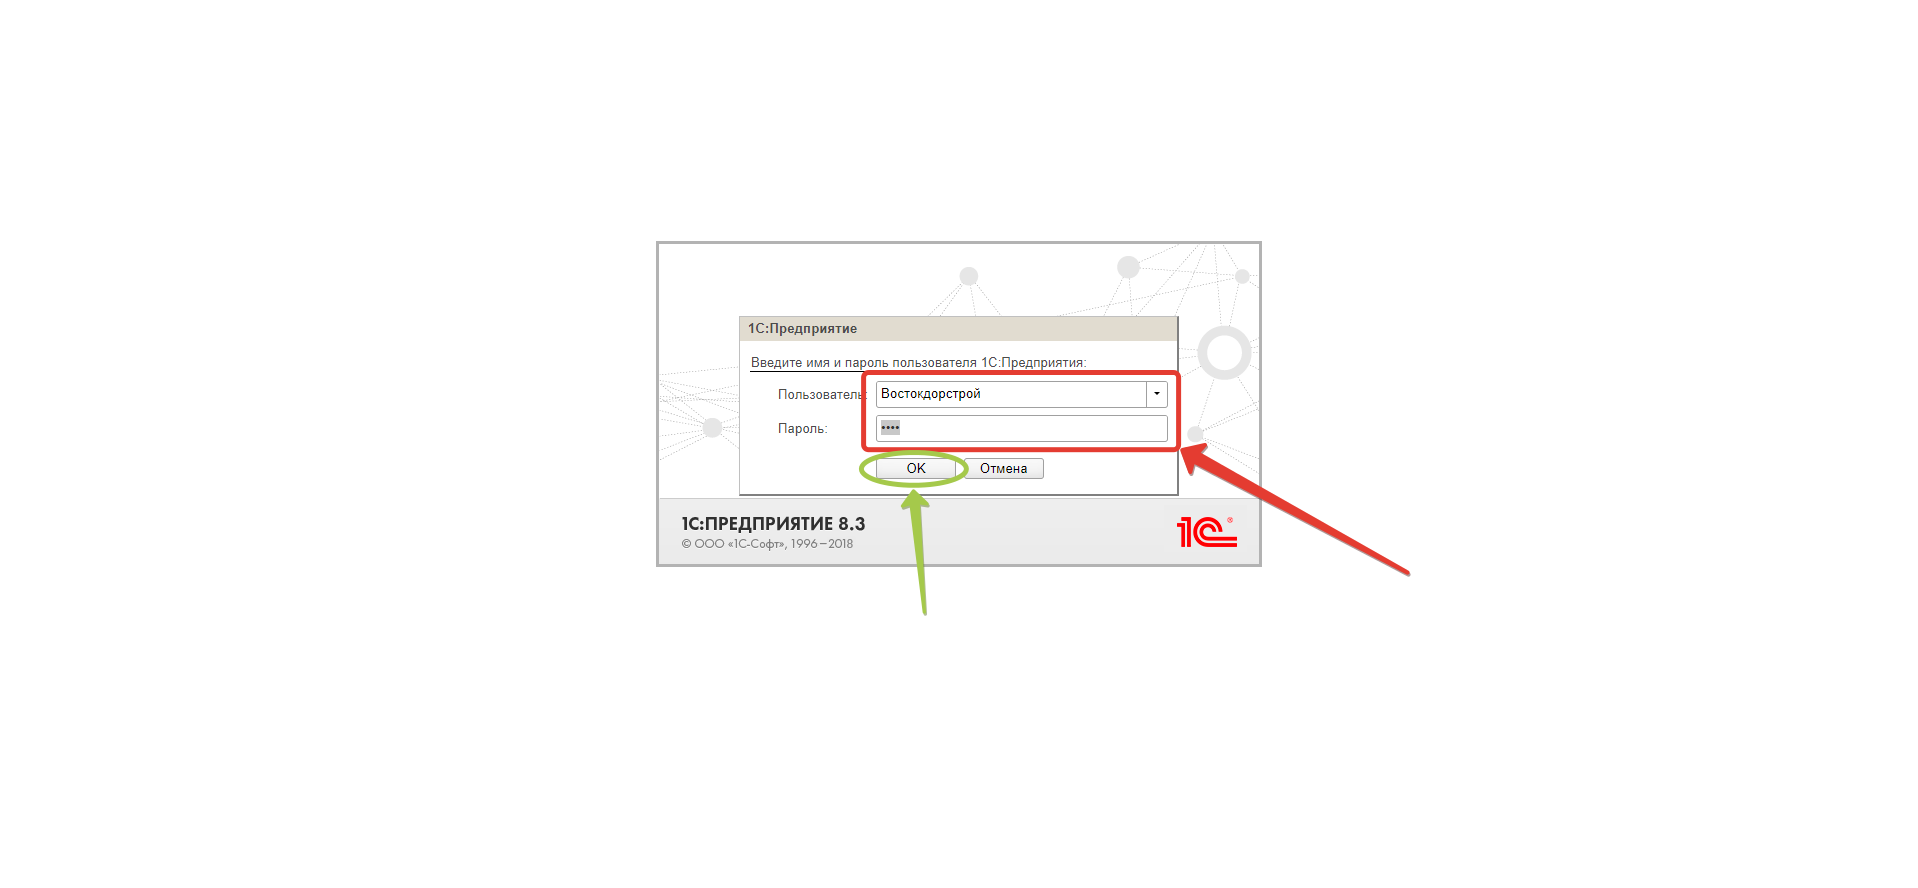 1С:Предприятие
Введите имя и пароль пользователя 1С:Предприятия:
Пользователь:
Востокдорстрой
Пароль:
••••
OK
Отмена
1С:ПРЕДПРИЯТИЕ 8.3
© ООО «1С-Софт», 1996–2018
1С®